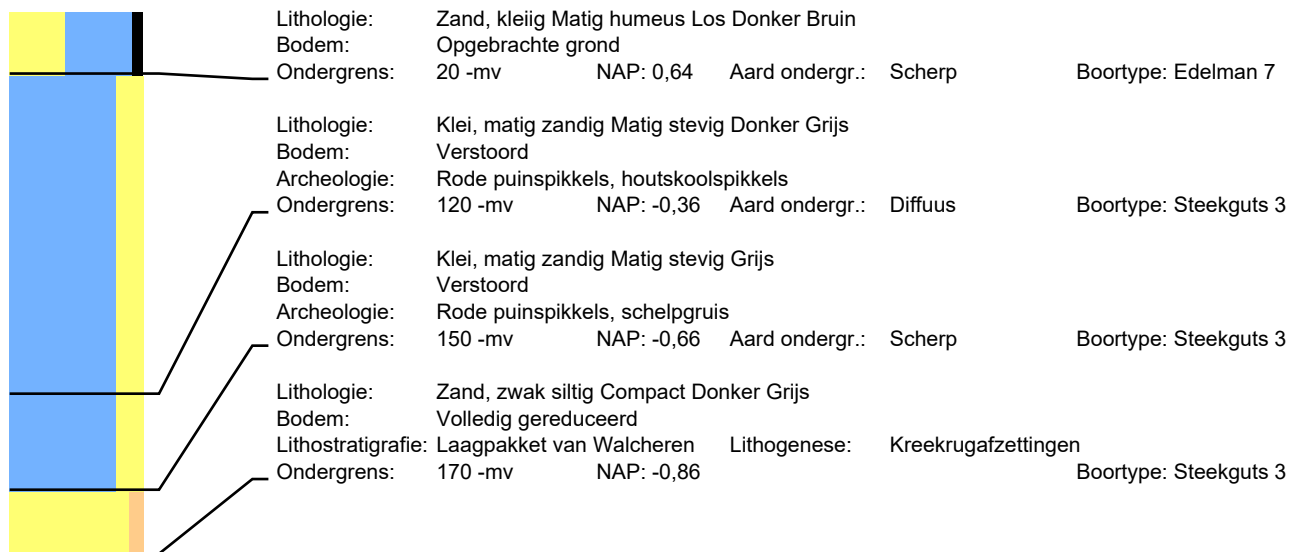 Lithologie: Zand, kleiig Matig humeus Los Donker Bruin
Bodem: Opgebrachte grond
Ondergrens: 20 -mv NAP: 0,64 Aard ondergr.: Scherp Boortype: Edelman 7
Lithologie: Klei, matig zandig Matig stevig Donker Grijs
Bodem: Verstoord
Archeologie: Rode puinspikkels, houtskoolspikkels
Ondergrens: 120 -mv NAP: -0,36 Aard ondergr.: Diffuus Boortype: Steekguts 3
Lithologie: Klei, matig zandig Matig stevig Grijs
Bodem: Verstoord
Archeologie: Rode puinspikkels, schelpgruis
Ondergrens: 150 -mv NAP: -0,66 Aard ondergr.: Scherp Boortype: Steekguts 3
Lithologie: Zand, zwak siltig Compact Donker Grijs
Bodem: Volledig gereduceerd
Lithostratigrafie: Laagpakket van Walcheren Lithogenese: Kreekrugafzettingen
Ondergrens: 170 -mv NAP: -0,86 Boortype: Steekguts 3